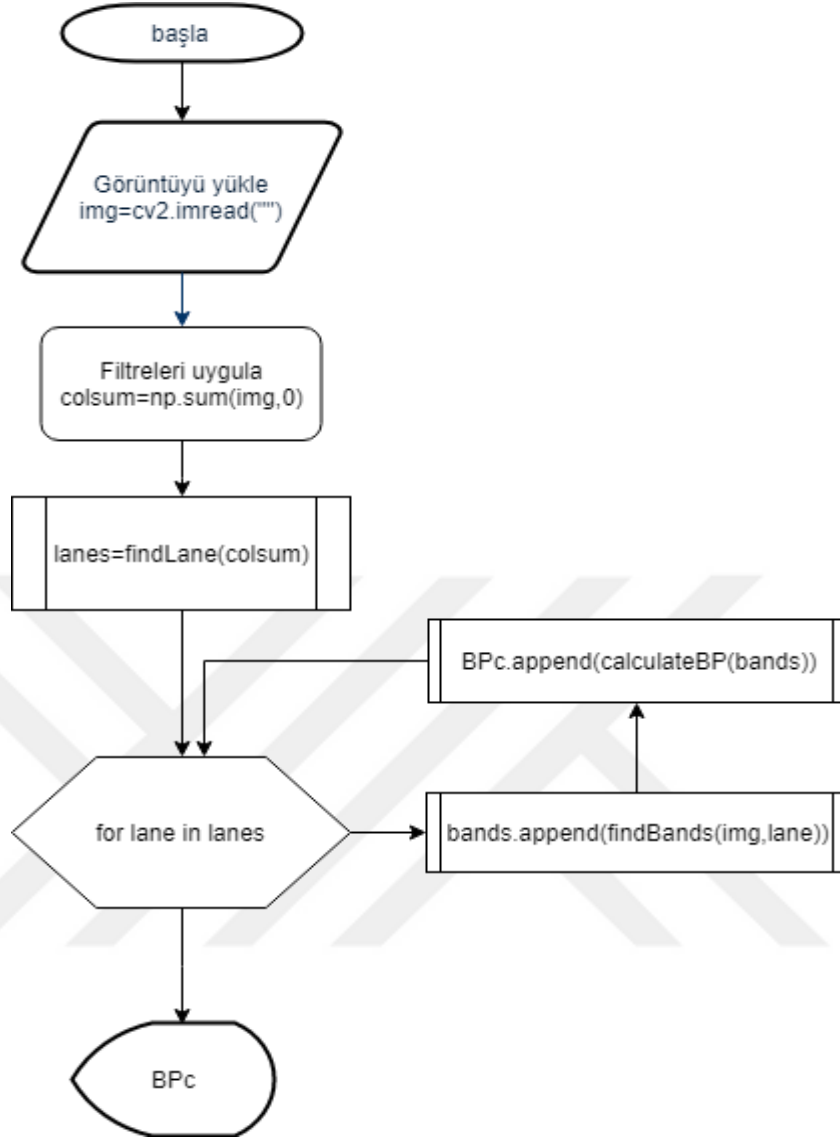 başla
Görüntüyü yükle
img=cv2.imread("")
Filtreleri uygula
colsum=np.sum(img,0)
lanes=findLane(colsum)
BPc.append(calculateBP(bands))
for lane in lanes
bands.append(findBands(img,lane))
BPc